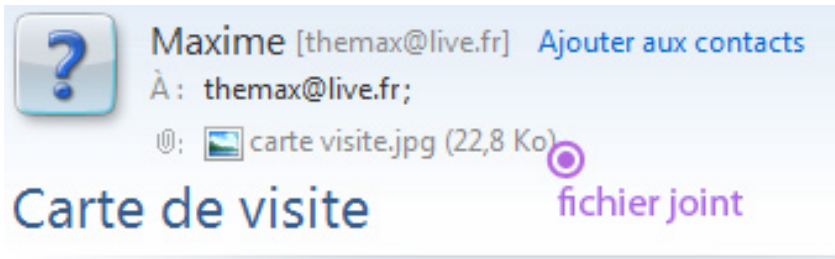 Maxime [themax@live.fr] Ajouter aux contacts
À : themax@live.fr;
: carte visite.jpg (22,8 Ko)
Carte de visite
fichier joint